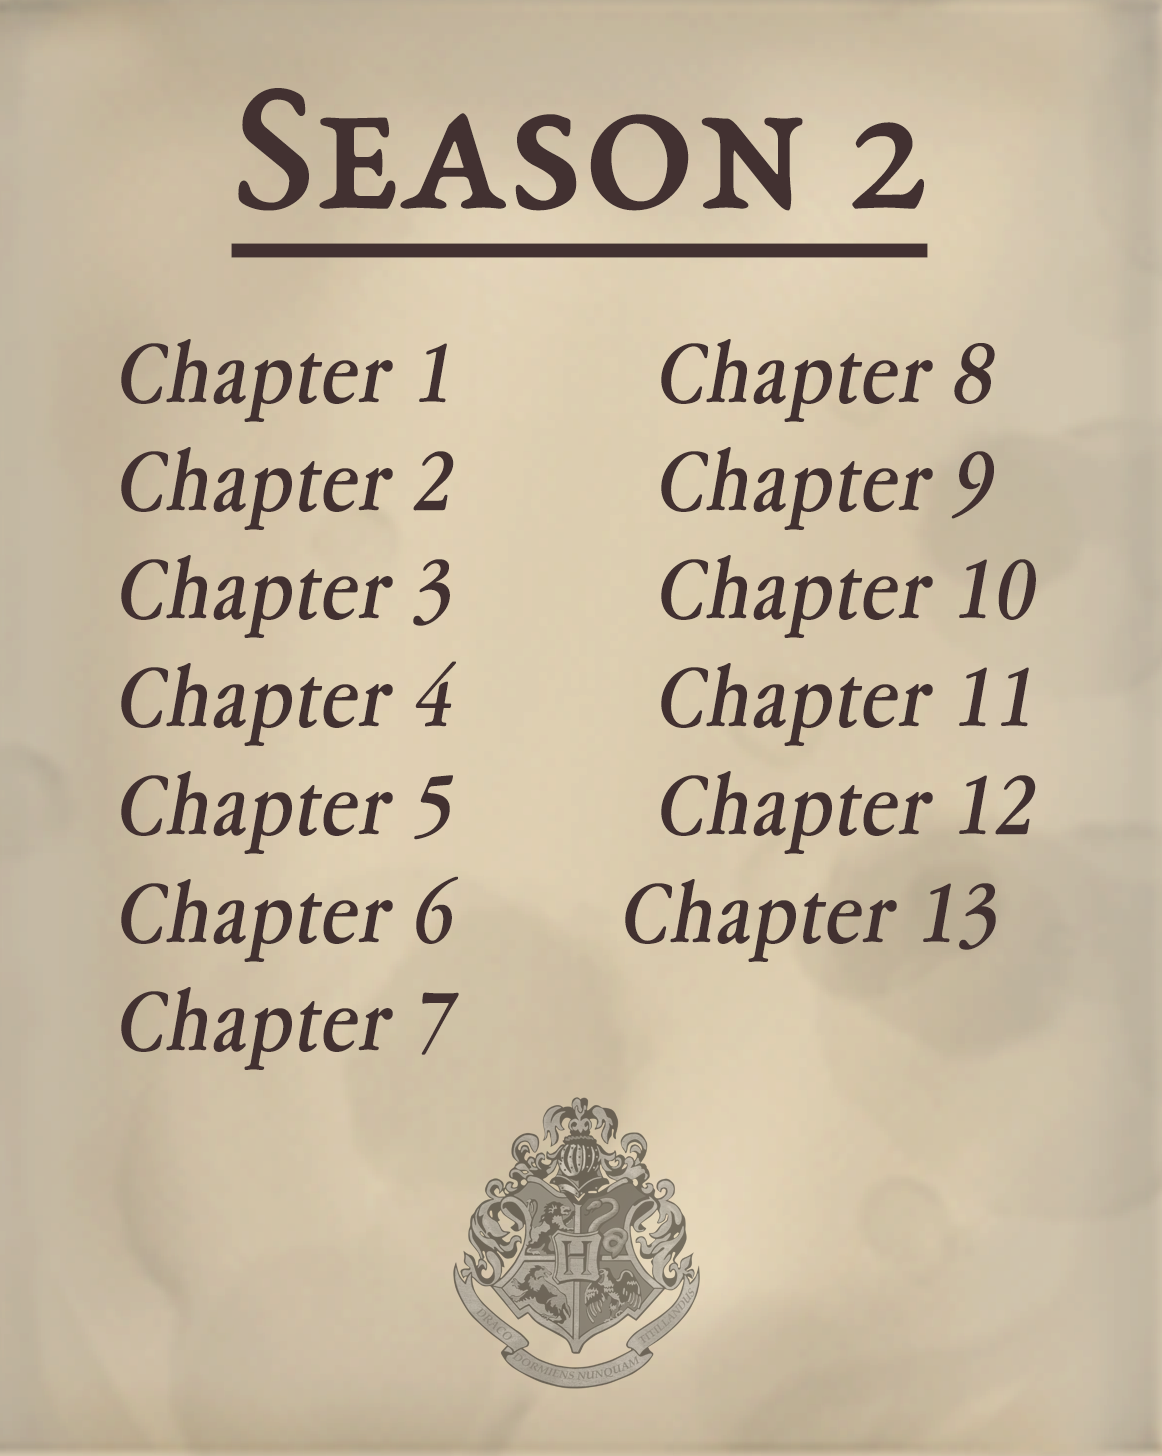 Season 2
Chapter 1
Chapter 2
Chapter 3
Chapter 4
Chapter 5
Chapter 6
Chapter 7
Chapter 8
Chapter 9
Chapter 10
Chapter 11
Chapter 12
Chapter 13
H
DRACO DORMIENS NUNQUAM TITILLANDUS